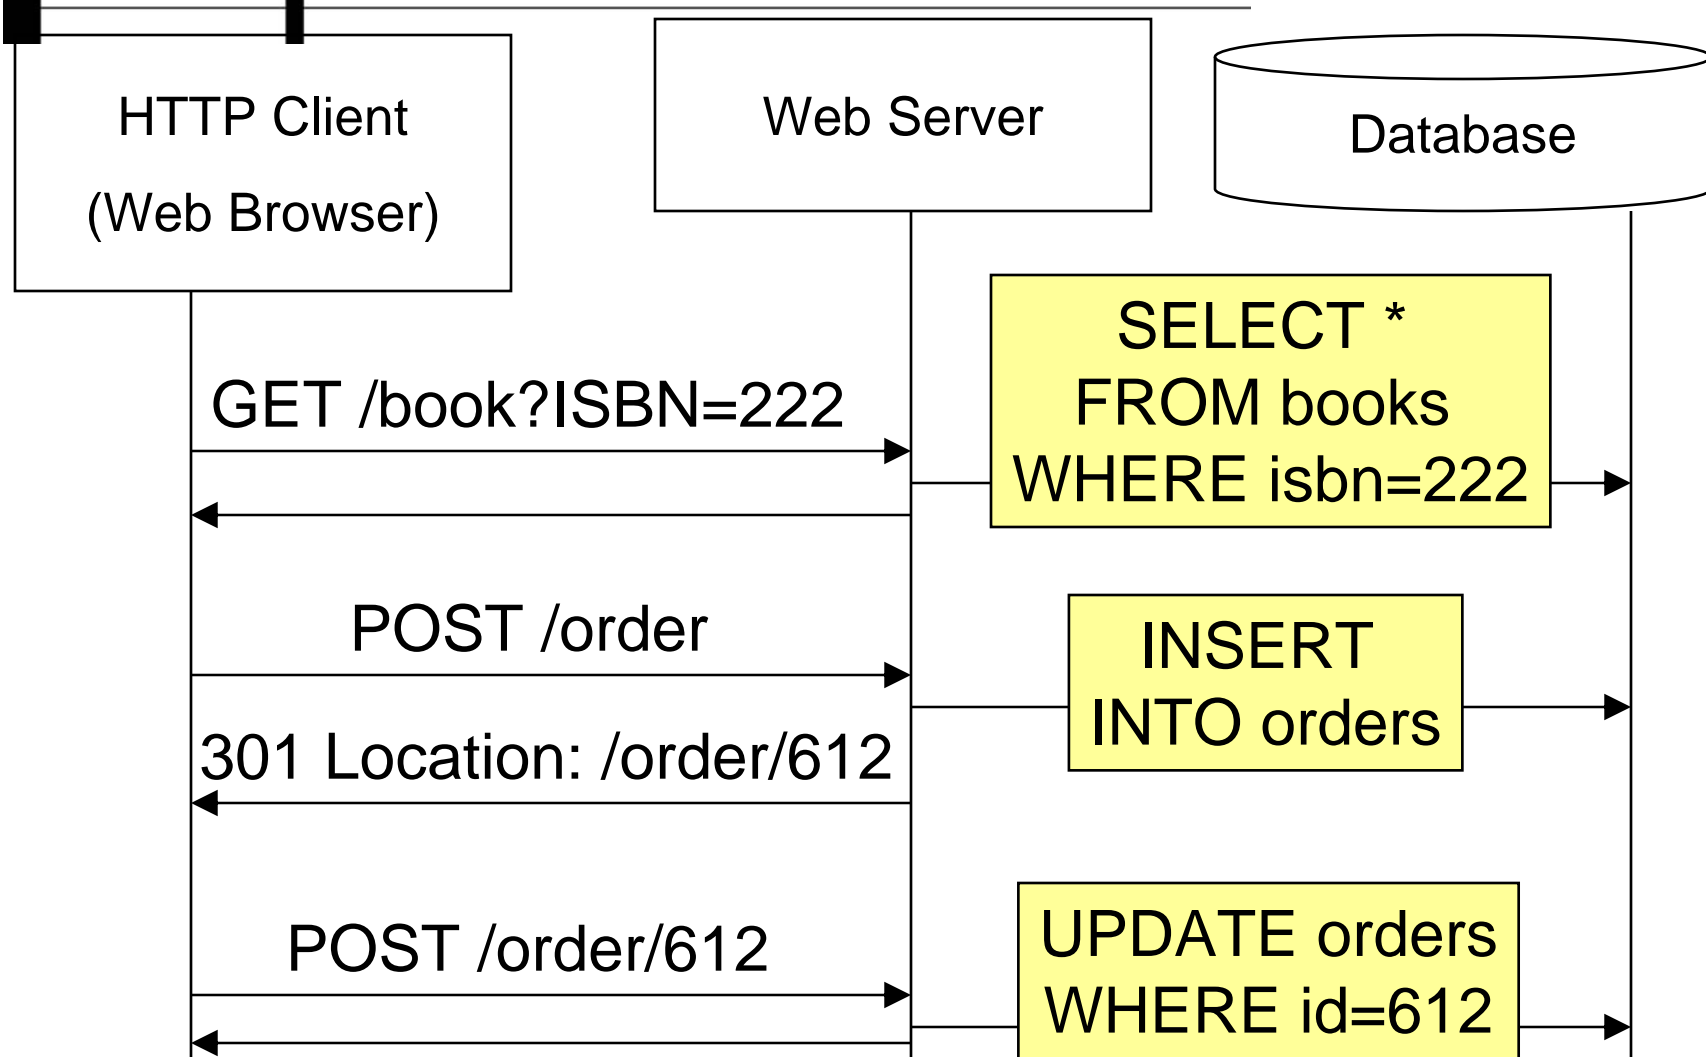 HTTP Client
(Web Browser)
Web Server
Database
GET /book?ISBN=222
SELECT *
FROM books
WHERE isbn=222
POST /order
INSERT
INTO orders
301 Location: /order/612
POST /order/612
UPDATE orders
WHERE id=612